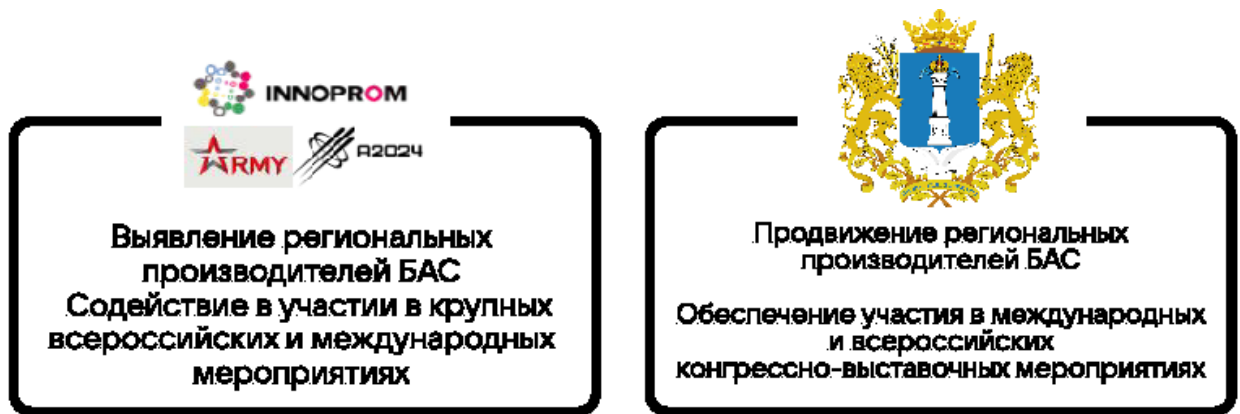 INNOPROM
ARMY
A2024
Выявление региональных
производителей БАС
Содействие в участии в крупных
всероссийских и международных
мероприятиях
Продвижение региональных
производителей БАС
Обеспечение участия в международных
и всероссийских
конгрессно-выставочных мероприятиях